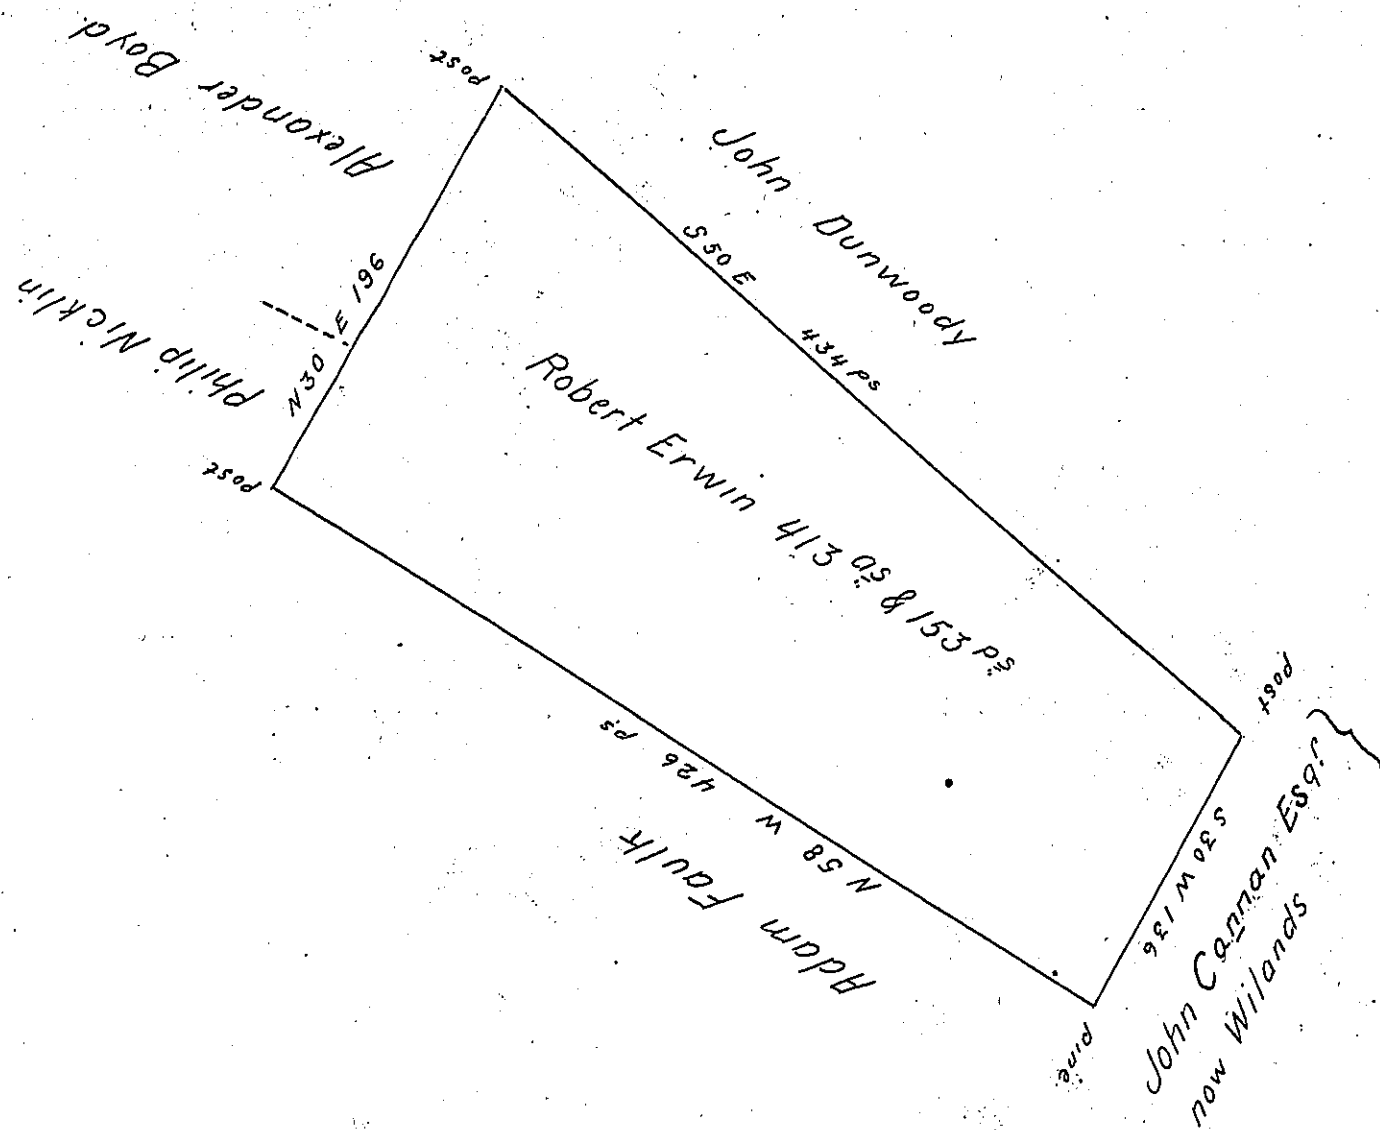 Alexander Boyd
Post
John Dunwoody
S 50 E 434 ps
Philip Nicklin
N 30 E 196
Post
Robert Erwin 413 as & 153 ps
N 58 W 426 ps
Adam Faulk
Post
S 30 W 136
Pine
John Cannan Esqr.
now Wilands